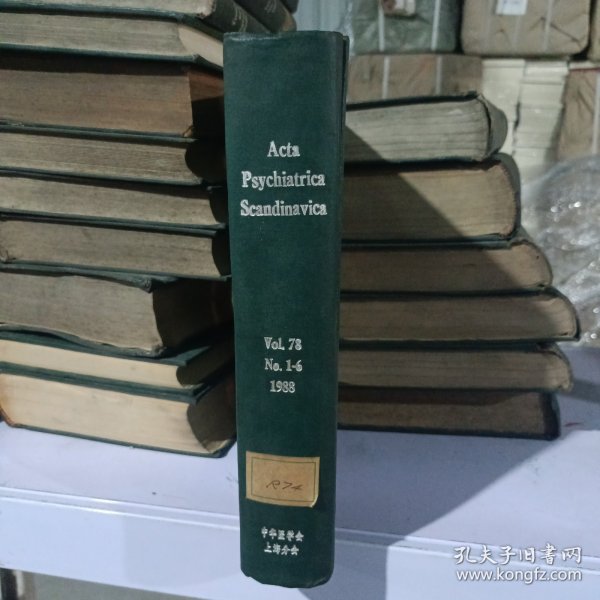 Acta
Psychiatrica
Scandinavica
Vol. 78
No. 1-6
1988
R74
中华医学会
上海分会
孔夫子旧书网
www.kongfz.com